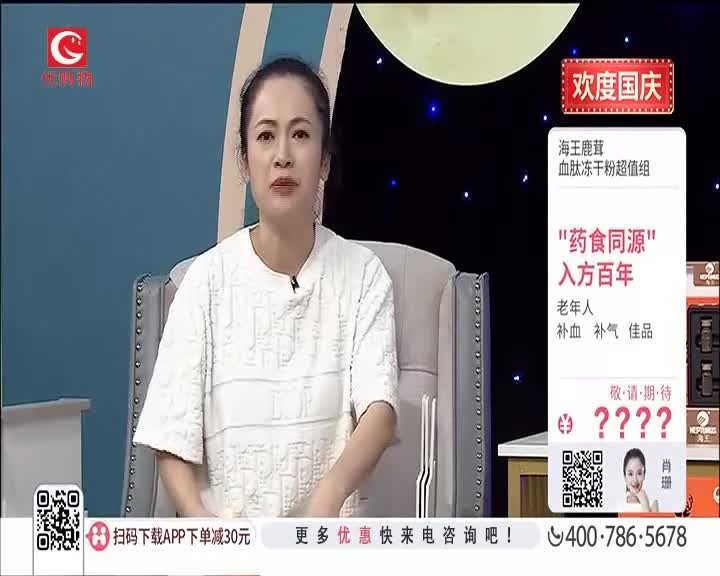 优购物
欢度国庆
海王鹿茸
血肽冻干粉超值组
"药食同源"
入方百年
老年人
补血 补气 佳品
敬·请·期·待
¥ ????
肖珊
NEPTUNUS
海王
扫码下载APP下单减30元
更多优惠快来电咨询吧！
400-786-5678